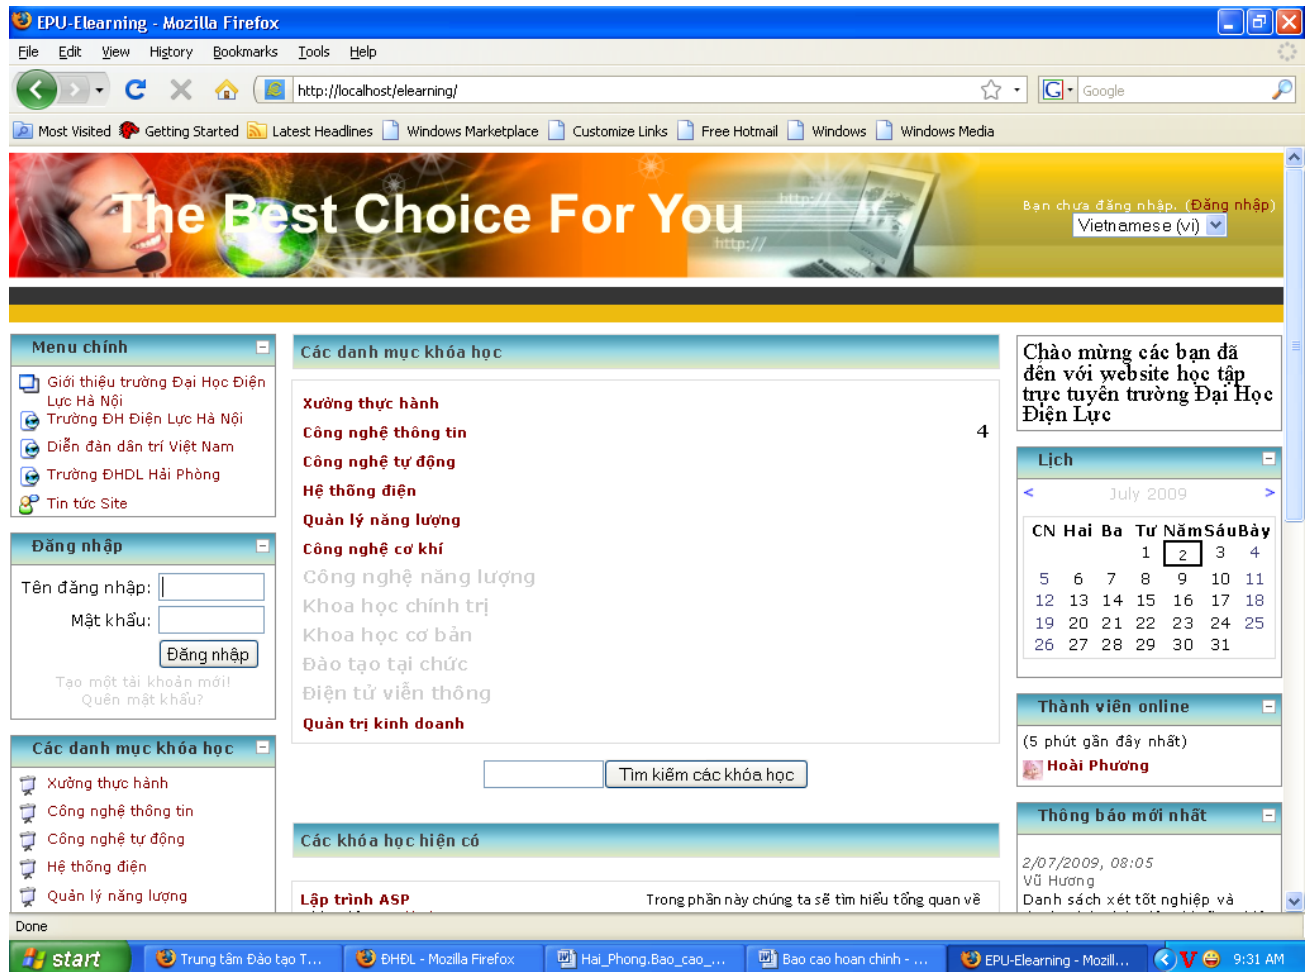 EPU-Elearning - Mozilla Firefox
File Edit View History Bookmarks Tools Help
http://localhost/elearning/
Google
Most Visited Getting Started Latest Headlines Windows Marketplace Customize Links Free Hotmail Windows Windows Media
The Best Choice For You
http://
http://
Bạn chưa đăng nhập. (Đăng nhập)
Vietnamese (vi)
Menu chính
Giới thiệu trường Đại Học Điện
Lực Hà Nội
Trường ĐH Điện Lực Hà Nội
Diễn đàn dân trí Việt Nam
Trường ĐHDL Hải Phòng
Tin tức Site
Đăng nhập
Tên đăng nhập:
Mật khẩu:
Đăng nhập
Tạo một tài khoản mới!
Quên mật khẩu?
Các danh mục khóa học
Xưởng thực hành
Công nghệ thông tin
Công nghệ tự động
Hệ thống điện
Quản lý năng lượng
Các danh mục khóa học
Xưởng thực hành
Công nghệ thông tin 4
Công nghệ tự động
Hệ thống điện
Quản lý năng lượng
Công nghệ cơ khí
Công nghệ năng lượng
Khoa học chính trị
Khoa học cơ bản
Đào tạo tại chức
Điện tử viễn thông
Quản trị kinh doanh
Tìm kiếm các khóa học
Các khóa học hiện có
Lập trình ASP Trong phần này chúng ta sẽ tìm hiểu tổng quan về
Chào mừng các bạn đã
đến với website học tập
trực tuyến trường Đại Học
Điện Lực
Lịch
< July 2009 >
CN Hai Ba Tư Năm Sáu Bảy
1 2 3 4
5 6 7 8 9 10 11
12 13 14 15 16 17 18
19 20 21 22 23 24 25
26 27 28 29 30 31
Thành viên online
(5 phút gần đây nhất)
Hoài Phương
Thông báo mới nhất
2/07/2009, 08:05
Vũ Hương
Danh sách xét tốt nghiệp và
Done
start Trung tâm Đào tạo T... ĐHĐL - Mozilla Firefox Hai_Phong.Bao_cao_... Bao cao hoan chinh - ... EPU-Elearning - Mozill... 9:31 AM